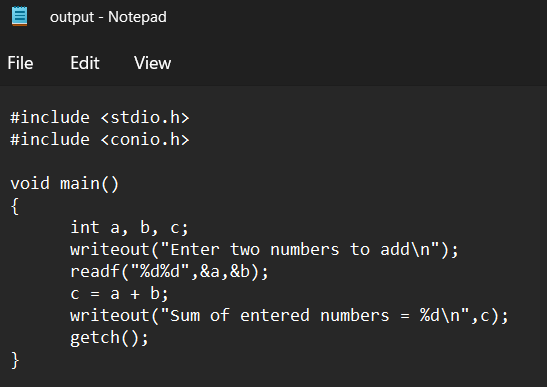 output - Notepad
File Edit View
#include <stdio.h>
#include <conio.h>
void main()
{
int a, b, c;
writeout("Enter two numbers to add\n");
readf("%d%d",&a,&b);
c = a + b;
writeout("Sum of entered numbers = %d\n",c);
getch();
}